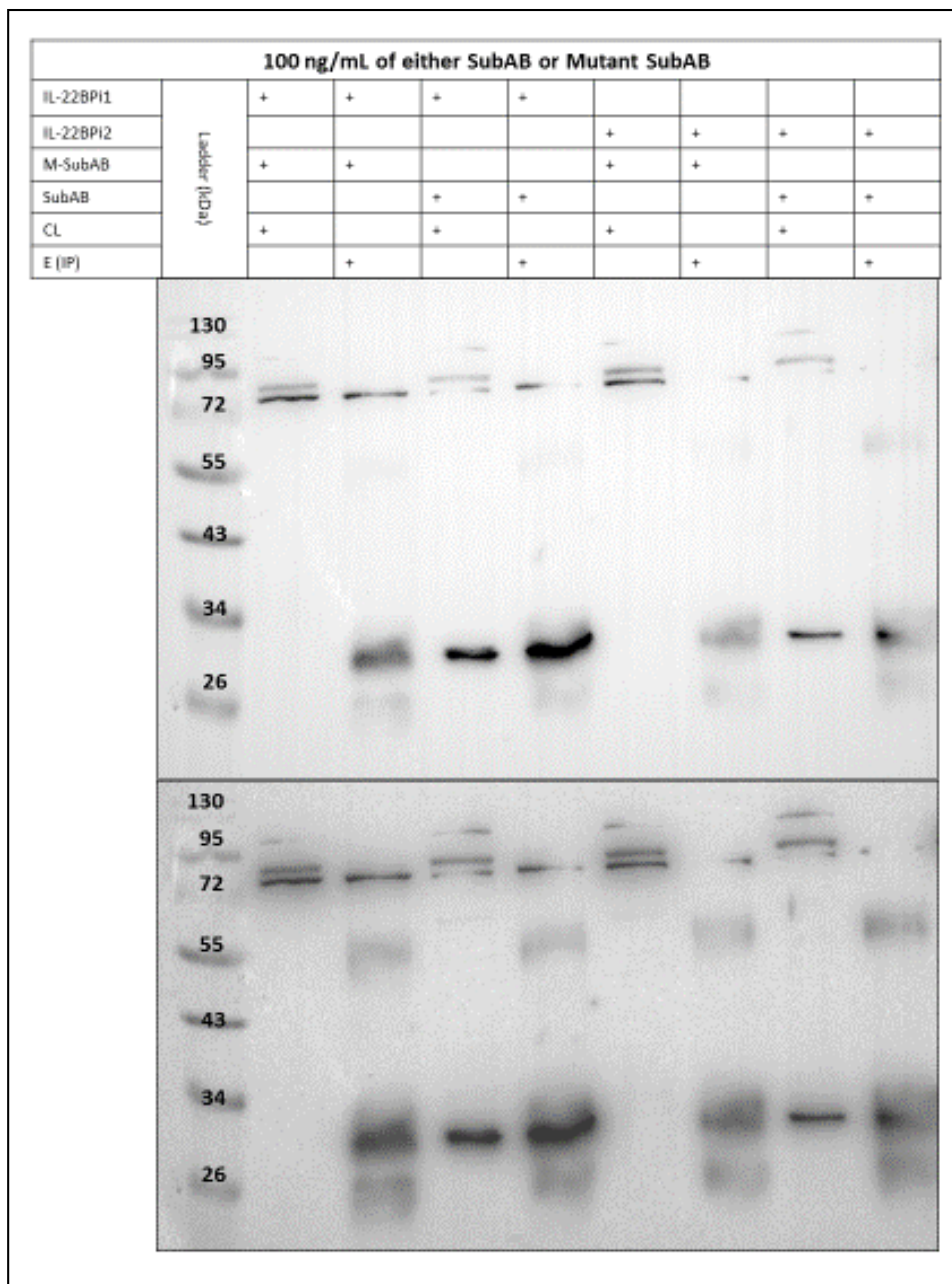 100 ng/mL of either SubAB or Mutant SubAB
IL-22BPi1 + + + +
IL-22BPi2 + + + +
M-SubAB + + + +
SubAB + + + +
CL + + + +
E (IP) + + + +
Ladder (kDa)
130
95
72
55
43
34
26
130
95
72
55
43
34
26